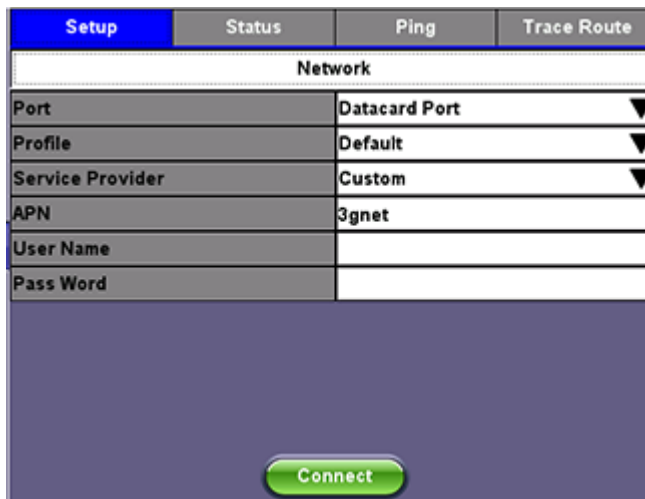 Setup Status Ping Trace Route
Network
Port Datacard Port
Profile Default
Service Provider Custom
APN 3gnet
User Name
Pass Word
Connect